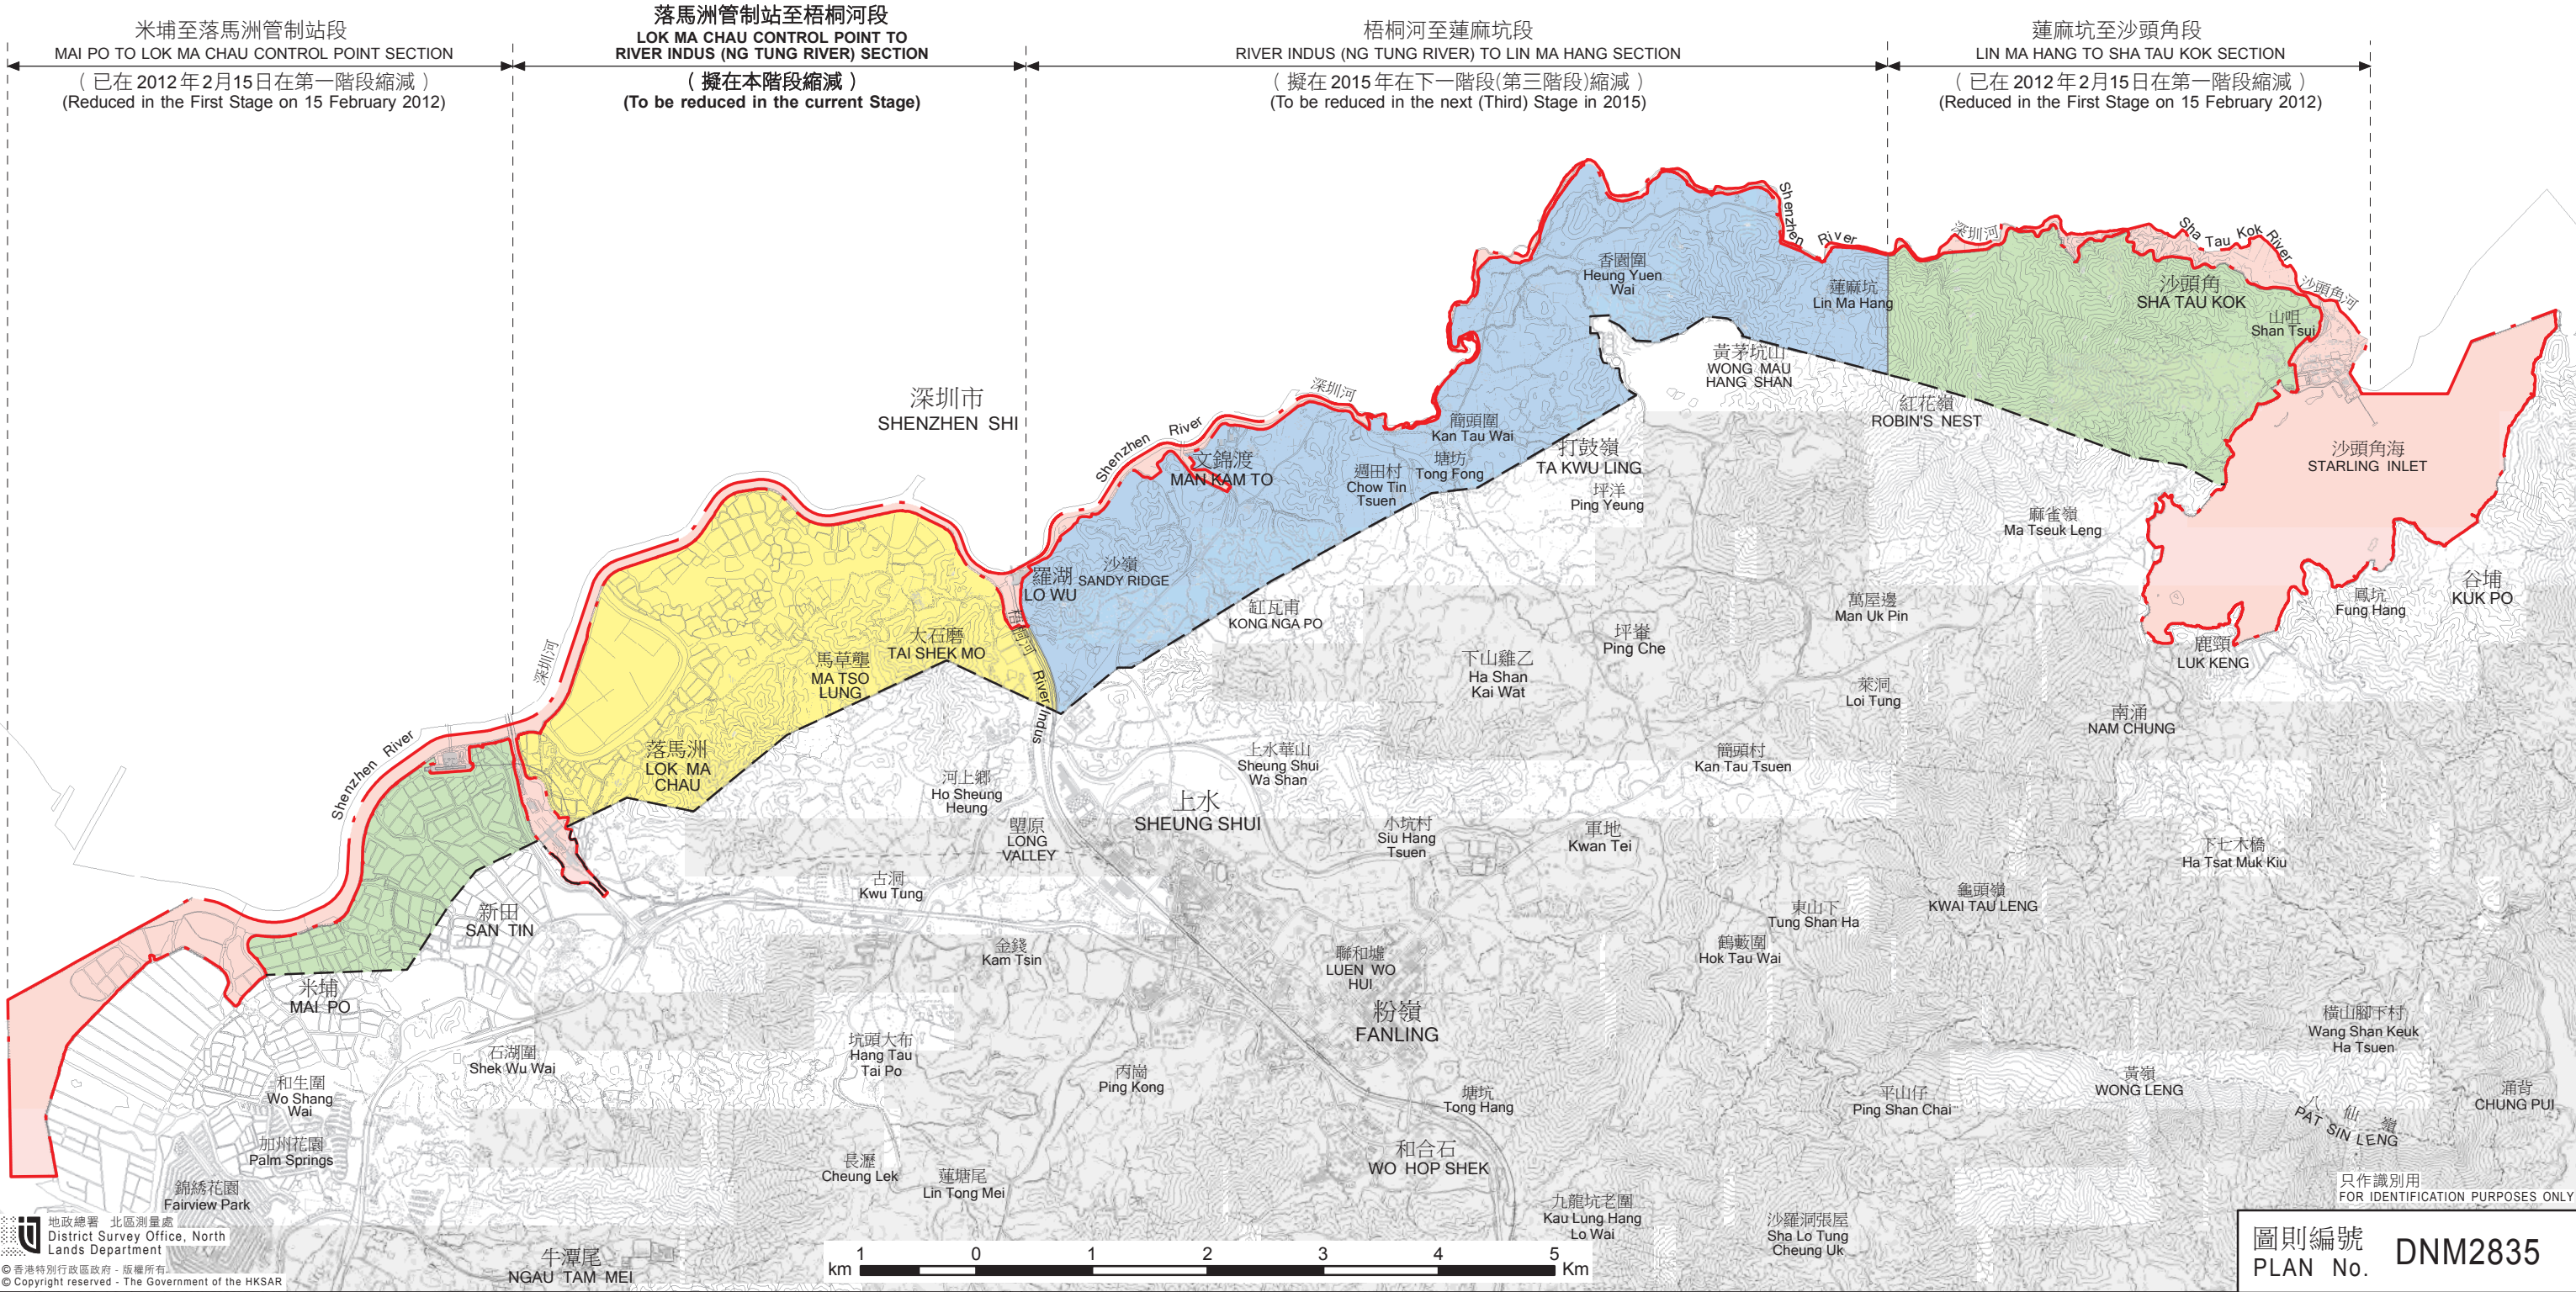 米埔至落馬洲管制站段
MAI PO TO LOK MA CHAU CONTROL POINT SECTION
( 已在 2012 年 2月 15日在第一階段縮減 )
(Reduced in the First Stage on 15 February 2012)
落馬洲管制站至梧桐河段
LOK MA CHAU CONTROL POINT TO
RIVER INDUS (NG TUNG RIVER) SECTION
( 擬在本階段縮減 )
(To be reduced in the current Stage)
梧桐河至蓮麻坑段
RIVER INDUS (NG TUNG RIVER) TO LIN MA HANG SECTION
( 擬在 2015 年在下一階段(第三階段)縮減 )
(To be reduced in the next (Third) Stage in 2015)
蓮麻坑至沙頭角段
LIN MA HANG TO SHA TAU KOK SECTION
( 已在 2012 年 2月 15日在第一階段縮減 )
(Reduced in the First Stage on 15 February 2012)
Shenzhen River
深圳河
Sha Tau Kok River
沙頭角河
香園圍
Heung Yuen
Wai
蓮麻坑
Lin Ma Hang
沙頭角
SHA TAU KOK
山咀
Shan Tsui
黃茅坑山
WONG MAU
HANG SHAN
深圳市
SHENZHEN SHI
深圳河
紅花嶺
ROBIN'S NEST
簡頭圍
Kan Tau Wai
Shenzhen River
文錦渡
MAN KAM TO
週田村
Chow Tin
Tsuen
塘坊
Tong Fong
打鼓嶺
TA KWU LING
坪洋
Ping Yeung
沙頭角海
STARLING INLET
麻雀嶺
Ma Tseuk Leng
羅湖
LO WU
沙嶺
SANDY RIDGE
缸瓦甫
KONG NGA PO
萬屋邊
Man Uk Pin
鳳坑
Fung Hang
谷埔
KUK PO
梧桐河
River Indus
太石磨
TAI SHEK MO
馬草壟
MA TSO
LUNG
坪輋
Ping Che
下山雞乙
Ha Shan
Kai Wat
鹿頸
LUK KENG
深圳河
萊洞
Loi Tung
南涌
NAM CHUNG
Shenzhen River
落馬洲
LOK MA
CHAU
河上鄉
Ho Sheung
Heung
上水華山
Sheung Shui
Wa Shan
簡頭村
Kan Tau Tsuen
上水
SHEUNG SHUI
塱原
LONG
VALLEY
小坑村
Siu Hang
Tsuen
軍地
Kwan Tei
下七木橋
Ha Tsat Muk Kiu
古洞
Kwu Tung
龜頭嶺
KWAI TAU LENG
新田
SAN TIN
東山下
Tung Shan Ha
金錢
Kam Tsin
聯和墟
LUEN WO
HUI
鶴藪圍
Hok Tau Wai
米埔
MAI PO
粉嶺
FANLING
橫山腳下村
Wang Shan Keuk
Ha Tsuen
坑頭大布
Hang Tau
Tai Po
石湖圍
Shek Wu Wai
和生圍
Wo Shang
Wai
丙崗
Ping Kong
塘坑
Tong Hang
平山仔
Ping Shan Chai
黃嶺
WONG LENG
八仙嶺
PAT SIN LENG
涌背
CHUNG PUI
加州花園
Palm Springs
和合石
WO HOP SHEK
長瀝
Cheung Lek
蓮塘尾
Lin Tong Mei
錦綉花園
Fairview Park
九龍坑老圍
Kau Lung Hang
Lo Wai
沙羅洞張屋
Sha Lo Tung
Cheung Uk
只作識別用
FOR IDENTIFICATION PURPOSES ONLY
地政總署 北區測量處
District Survey Office, North
Lands Department
© 香港特別行政區政府 - 版權所有
© Copyright reserved - The Government of the HKSAR
牛潭尾
NGAU TAM MEI
km 1 0 1 2 3 4 5 Km
圖則編號
PLAN No. DNM2835